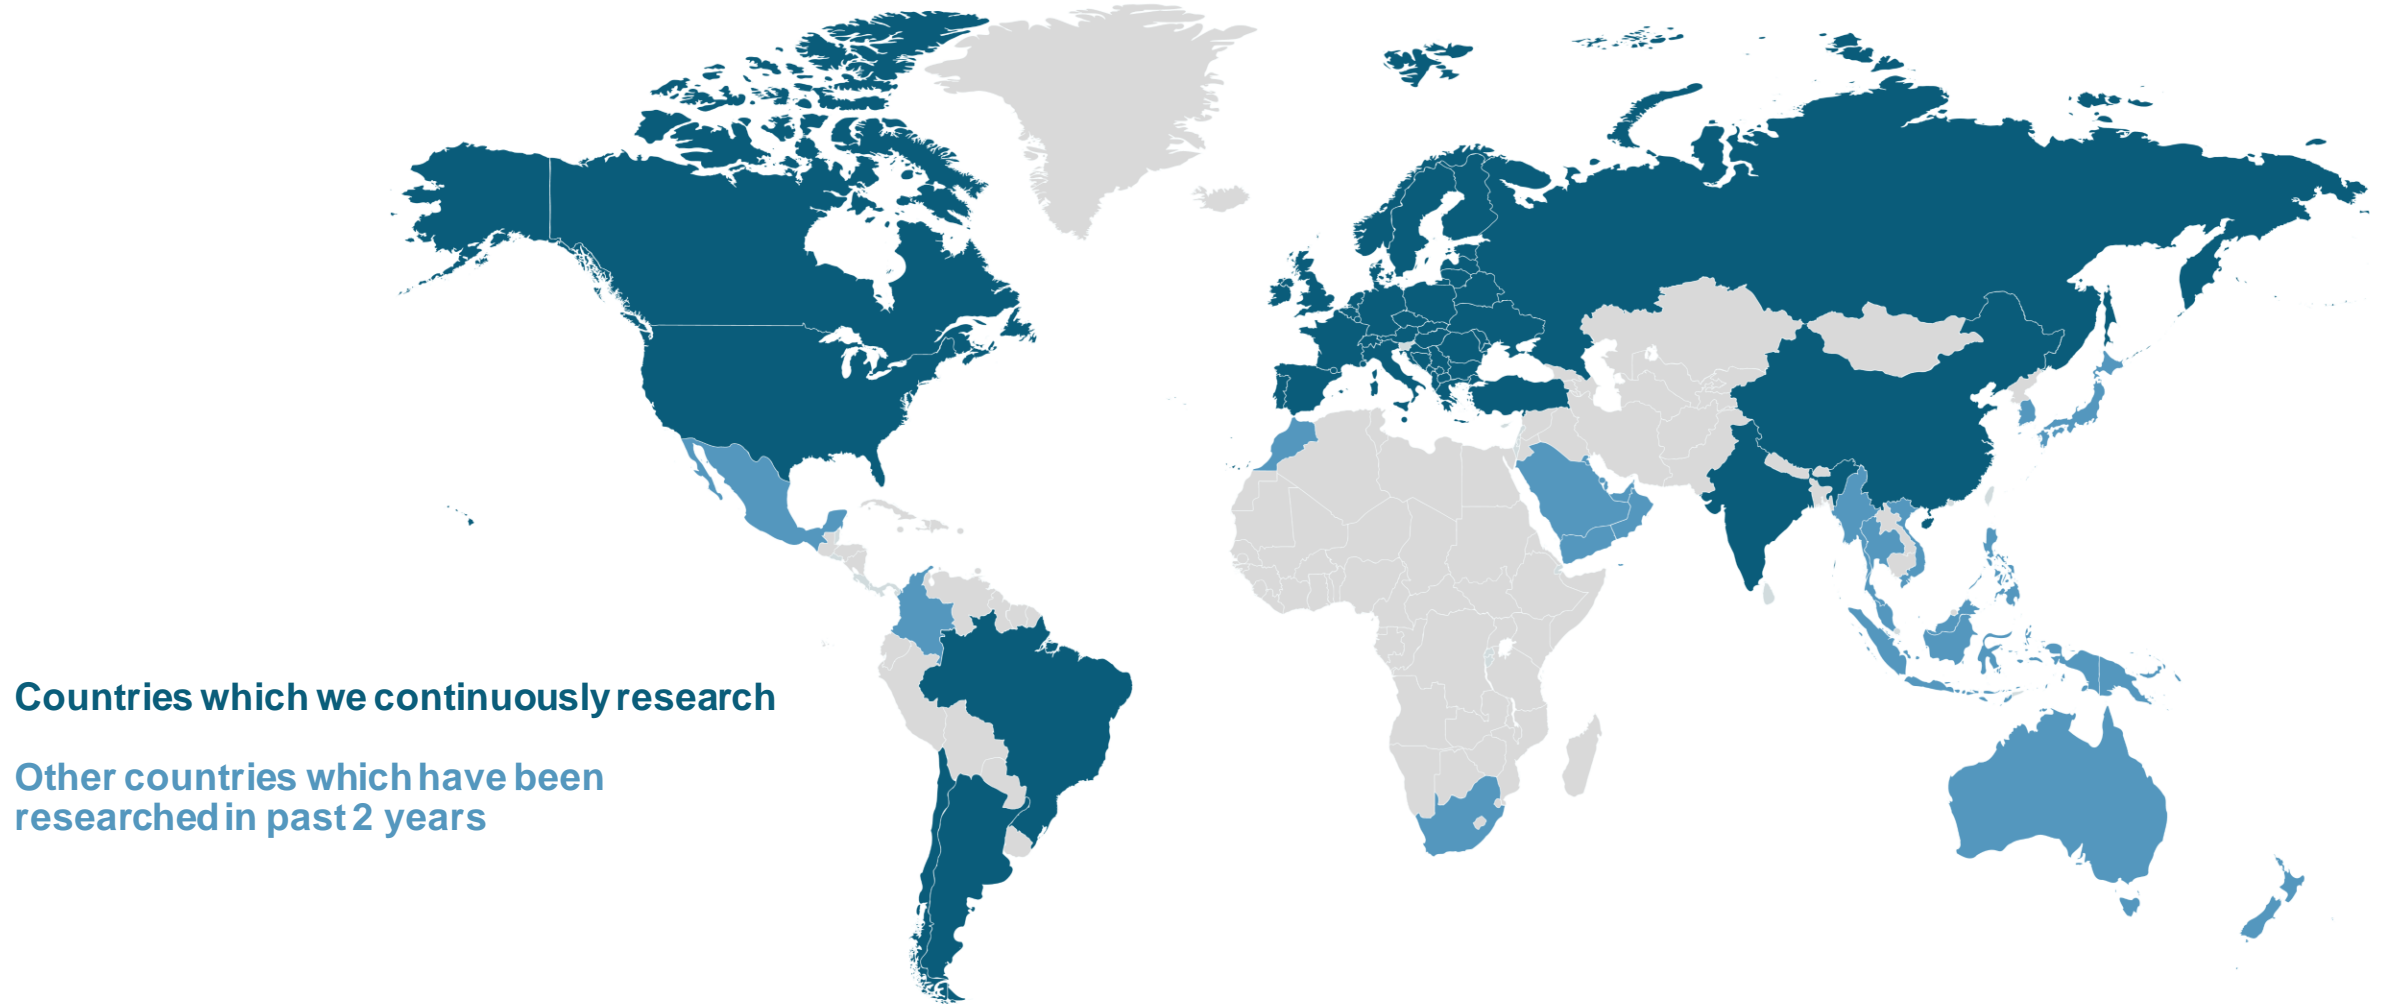 Countries which we continuously research
Other countries which have been
researched in past 2 years